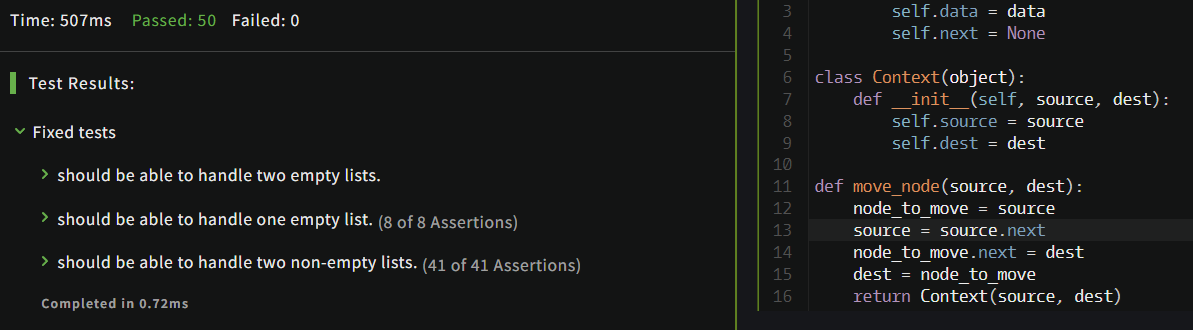 Time: 507ms Passed: 50 Failed: 0
Test Results:
Fixed tests
should be able to handle two empty lists.
should be able to handle one empty list. (8 of 8 Assertions)
should be able to handle two non-empty lists. (41 of 41 Assertions)
Completed in 0.72ms
3         self.data = data
4         self.next = None
5
6 class Context(object):
7     def __init__(self, source, dest):
8         self.source = source
9         self.dest = dest
10
11 def move_node(source, dest):
12     node_to_move = source
13     source = source.next
14     node_to_move.next = dest
15     dest = node_to_move
16     return Context(source, dest)